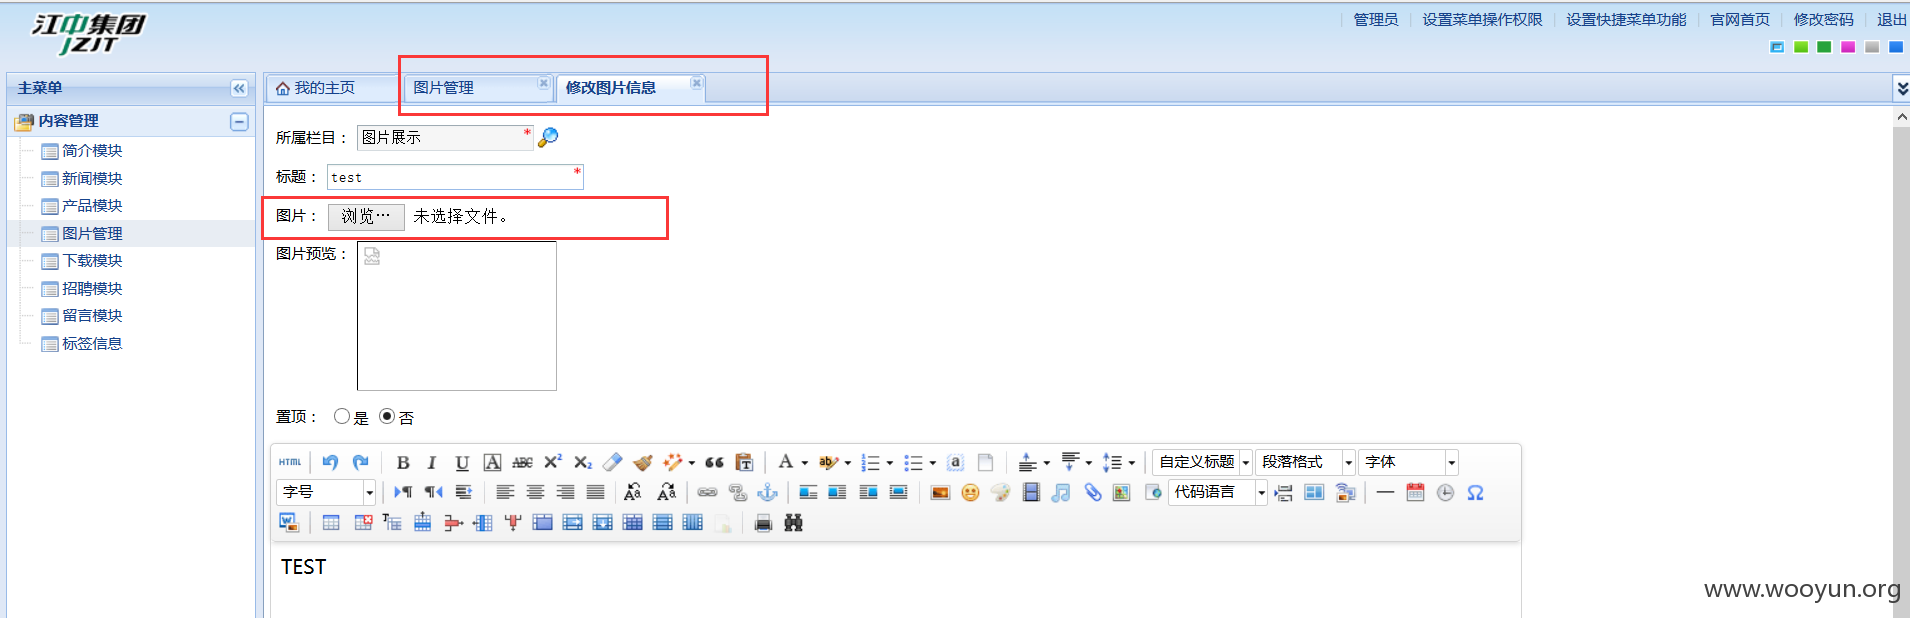 江中集团
JZJT
管理员 设置菜单操作权限 设置快捷菜单功能 官网首页 修改密码 退出
主菜单
内容管理
简介模块
新闻模块
产品模块
图片管理
下载模块
招聘模块
留言模块
标签信息
我的主页 图片管理 修改图片信息
所属栏目： 图片展示 *
标题： test *
图片： 浏览… 未选择文件。
图片预览：
置顶： 是 否
HTML B I U A ABC X² X₂ 自定义标题 段落格式 字体
字号 代码语言
TEST
www.wooyun.org